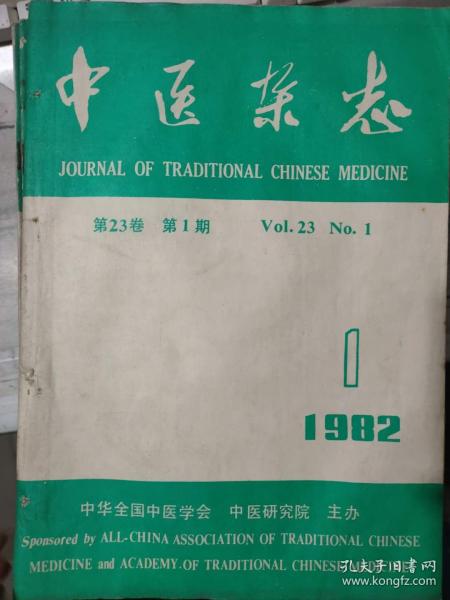 中医杂志
JOURNAL OF TRADITIONAL CHINESE MEDICINE
第23卷 第1期 Vol. 23 No. 1
1
1982
中华全国中医学会 中医研究院 主办
Sponsored by ALL-CHINA ASSOCIATION OF TRADITIONAL CHINESE
MEDICINE and ACADEMY OF TRADITIONAL CHINESE MEDICINE
孔夫子旧书网
book.kongfz.com